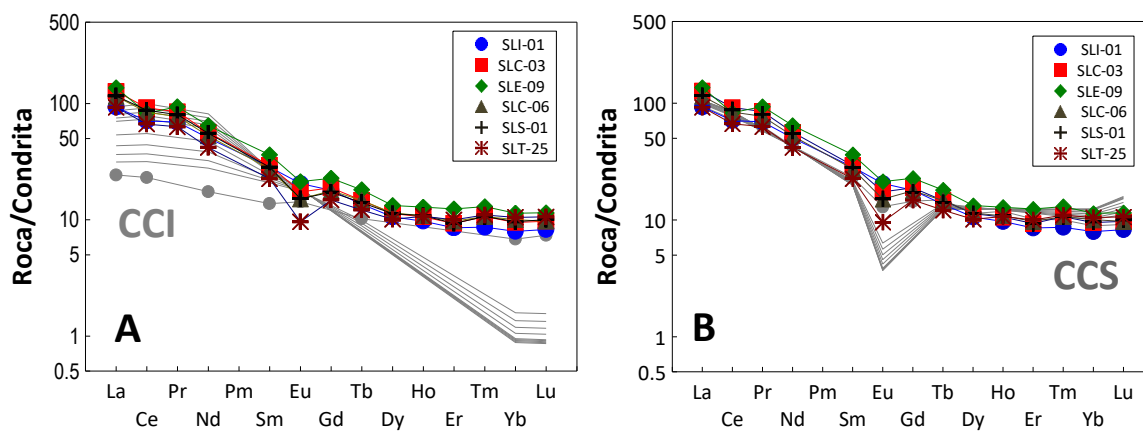 Roca/Condrita
500
100
50
10
5
1
0.5
SLI-01
SLC-03
SLE-09
SLC-06
SLS-01
SLT-25
CCI
A
La Pr Pm Eu Tb Ho Tm Lu
Ce Nd Sm Gd Dy Er Yb
Roca/Condrita
500
100
50
10
5
1
0.5
SLI-01
SLC-03
SLE-09
SLC-06
SLS-01
SLT-25
CCS
B
La Pr Pm Eu Tb Ho Tm Lu
Ce Nd Sm Gd Dy Er Yb